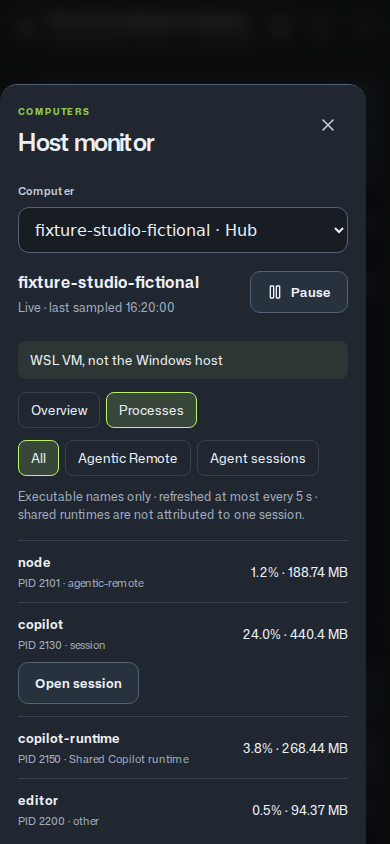 COMPUTERS
Host monitor
Computer
fixture-studio-fictional · Hub
fixture-studio-fictional
Live · last sampled 16:20:00
Pause
WSL VM, not the Windows host
Overview
Processes
All
Agentic Remote
Agent sessions
Executable names only · refreshed at most every 5 s ·
shared runtimes are not attributed to one session.
node
1.2% · 188.74 MB
PID 2101 · agentic-remote
copilot
24.0% · 440.4 MB
PID 2130 · session
Open session
copilot-runtime
3.8% · 268.44 MB
PID 2150 · Shared Copilot runtime
editor
0.5% · 94.37 MB
PID 2200 · other